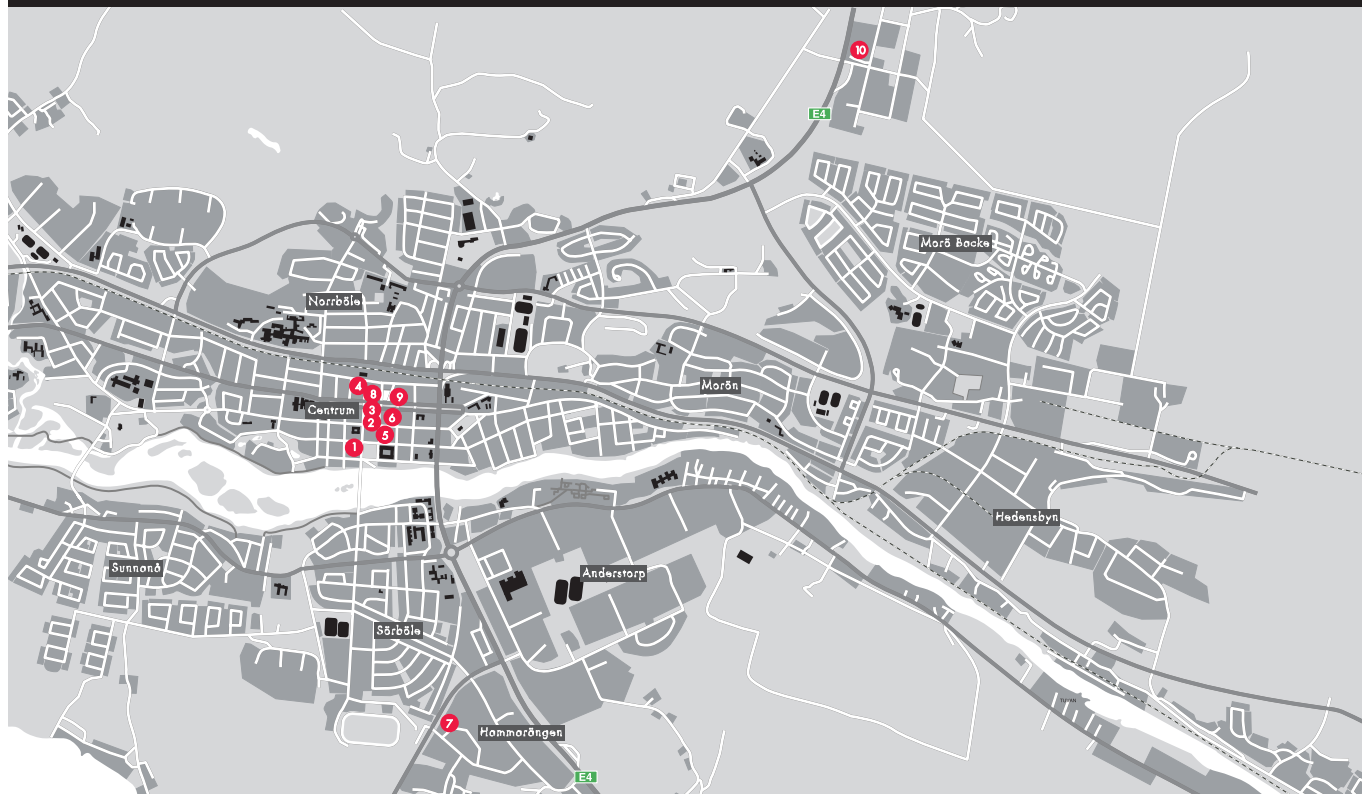 10
E4
Morö Backe
Norrböle
Morön
4
8
9
3
Centrum
6
2
5
1
Hedensbyn
Sunnanå
Anderstorp
Sörböle
TUVAN
7
Hammarängen
E4